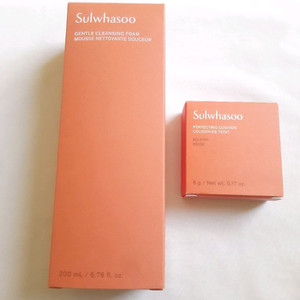 Sulwhasoo
GENTLE CLEANSING FOAM
MOUSSE NETTOYANTE DOUCEUR
200 mL / 6.76 fl. oz.
Sulwhasoo
PERFECTING CUSHION
5 g / Net wt. 0.17 oz.